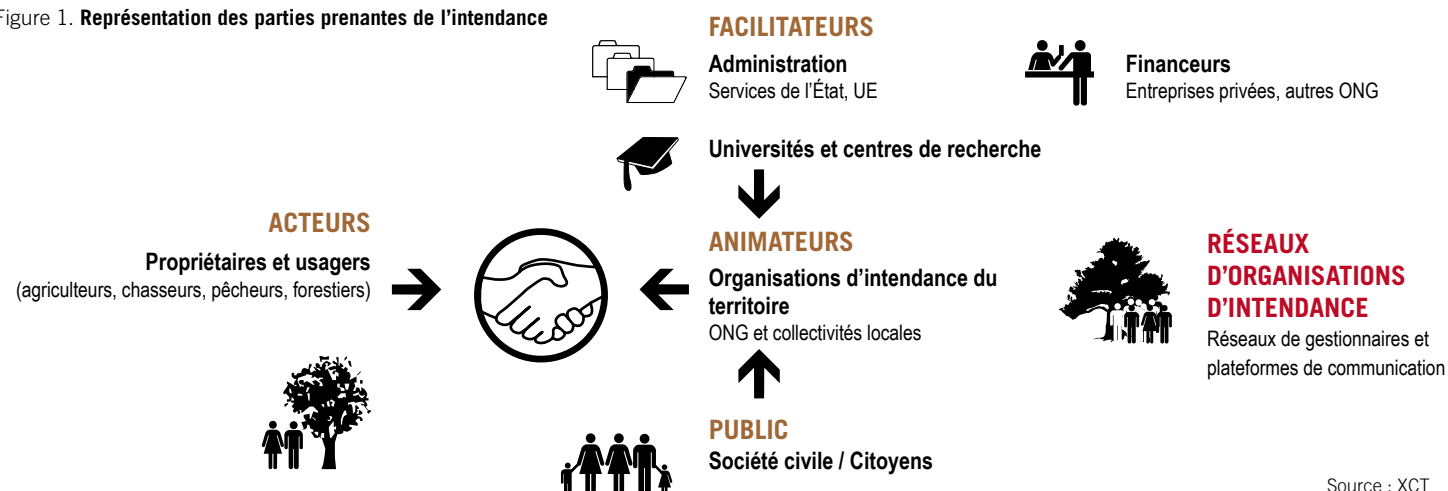 Figure 1. Représentation des parties prenantes de l'intendance
FACILITATEURS
Administration
Services de l'État, UE
Financeurs
Entreprises privées, autres ONG
Universités et centres de recherche
ACTEURS
Propriétaires et usagers
(agriculteurs, chasseurs, pêcheurs, forestiers)
ANIMATEURS
Organisations d'intendance du
territoire
ONG et collectivités locales
RÉSEAUX
D'ORGANISATIONS
D'INTENDANCE
Réseaux de gestionnaires et
plateformes de communication
PUBLIC
Société civile / Citoyens
Source : XCT